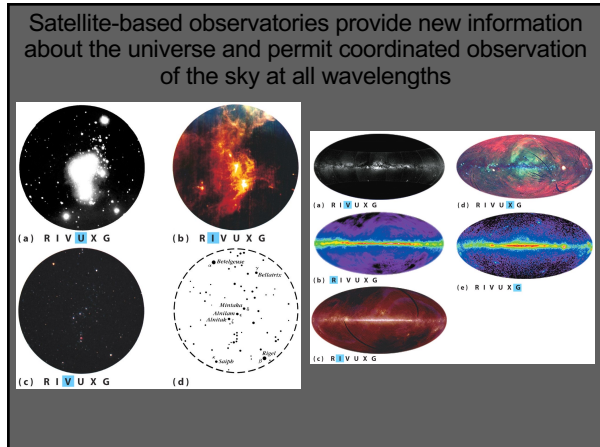 Satellite-based observatories provide new information
about the universe and permit coordinated observation
of the sky at all wavelengths
(a) R I V U X G
(b) R I V U X G
(c) R I V U X G
(d)
Betelgeuse
Bellatrix
Mintaka
Alnilam
Alnitak
Saiph
Rigel
(a) R I V U X G
(d) R I V U X G
(b) R I V U X G
(e) R I V U X G
(c) R I V U X G